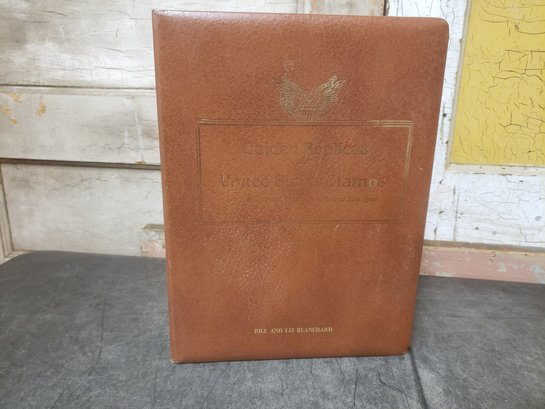 Golden Replicas
of
United States Stamps
BILL AND LIZ BLANCHARD